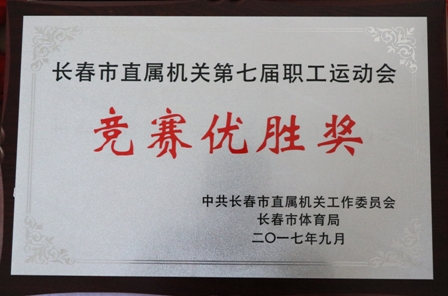 长春市直属机关第七届职工运动会
竞赛优胜奖
中共长春市直属机关工作委员会
长春市体育局
二〇一七年九月